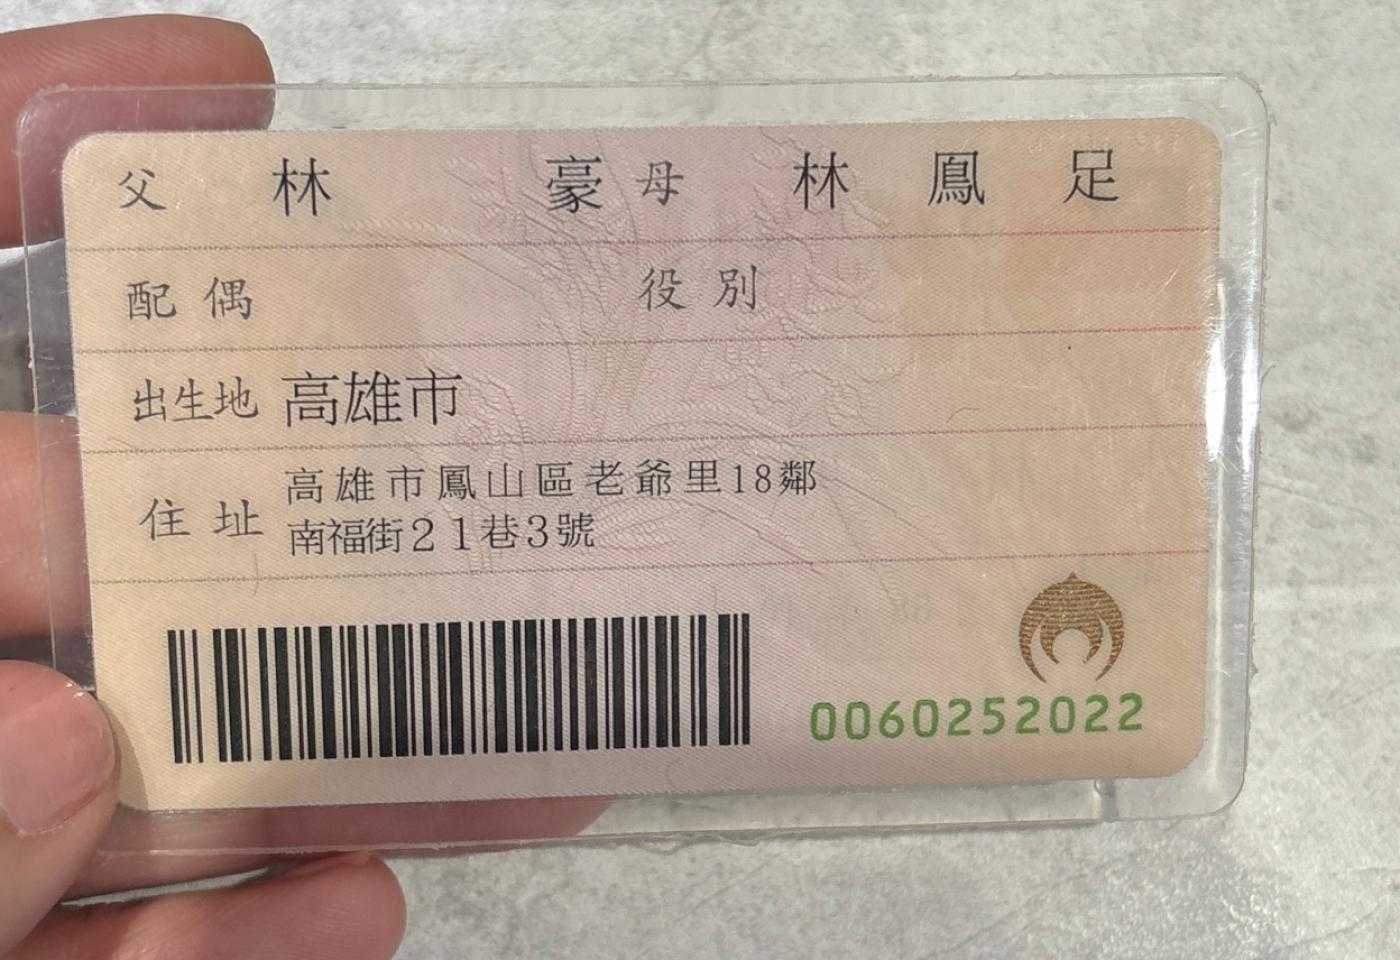 父 林 豪 母 林 鳳 足
配偶 役別
出生地 高雄市
住址 高雄市鳳山區老爺里18鄰
南福街21巷3號
0060252022